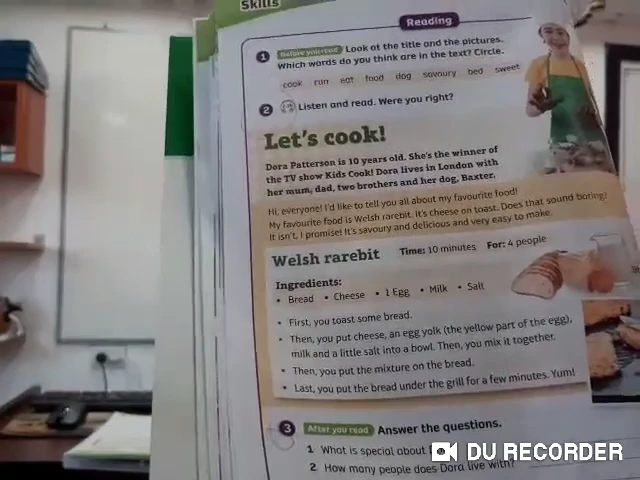 Skills
Reading
1 Before you read Look at the title and the pictures.
Which words do you think are in the text? Circle.
cook ran eat food dog savoury bed sweet
2 Listen and read. Were you right?
Let's cook!
Dora Patterson is 10 years old. She's the winner of
the TV show Kids Cook! Dora lives in London with
her mum, dad, two brothers and her dog, Baxter.
Hi, everyone! I'd like to tell you all about my favourite food!
My favourite food is Welsh rarebit. It's cheese on toast. Does that sound boring?
It isn't, I promise! It's savoury and delicious and very easy to make.
Welsh rarebit Time: 10 minutes For: 4 people
Ingredients:
• Bread • Cheese • 1 Egg • Milk • Salt
• First, you toast some bread.
• Then, you put cheese, an egg yolk (the yellow part of the egg),
milk and a little salt into a bowl. Then, you mix it together.
• Then, you put the mixture on the bread.
• Last, you put the bread under the grill for a few minutes. Yum!
3 After you read Answer the questions.
1 What is special about
2 How many people does Dora live with?
DU RECORDER